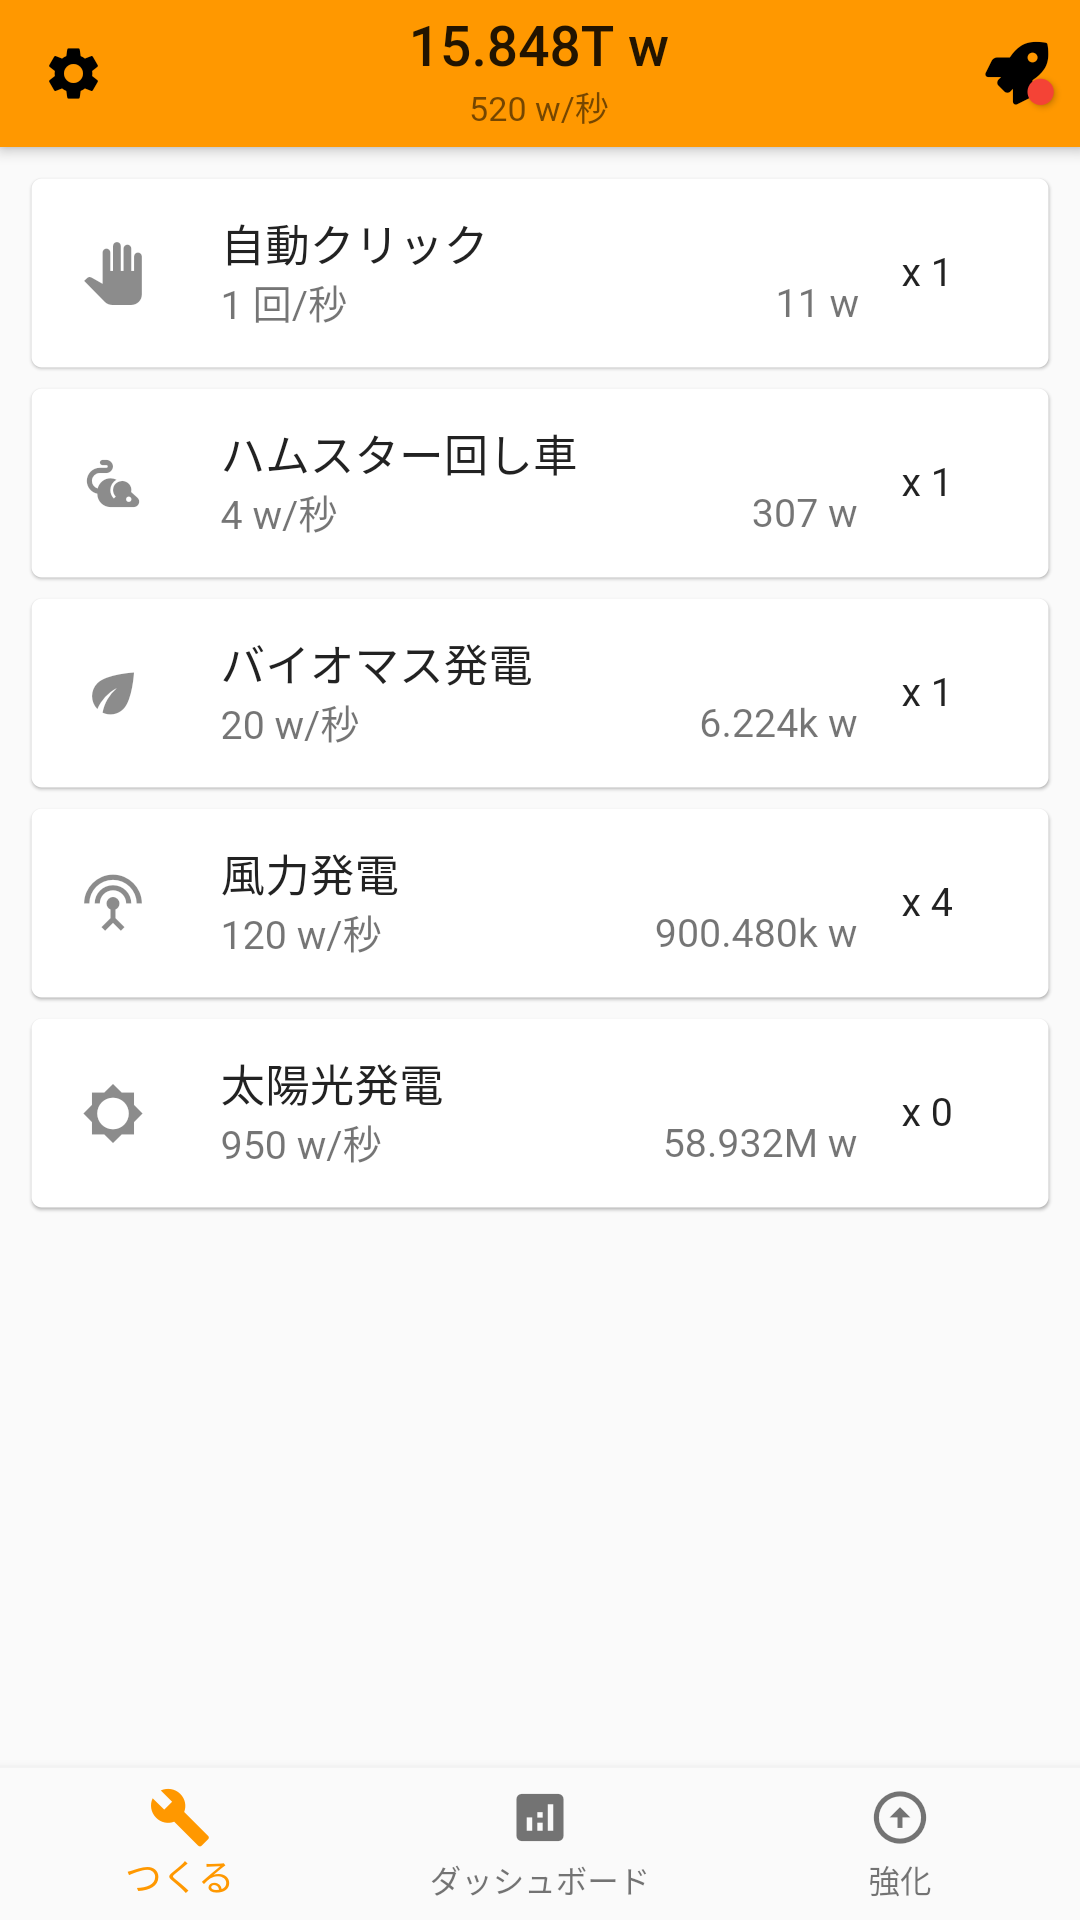 15.848T w
520 w/秒
自動クリック
1 回/秒
11 w
x 1
ハムスター回し車
4 w/秒
307 w
x 1
バイオマス発電
20 w/秒
6.224k w
x 1
風力発電
120 w/秒
900.480k w
x 4
太陽光発電
950 w/秒
58.932M w
x 0
つくる
ダッシュボード
強化